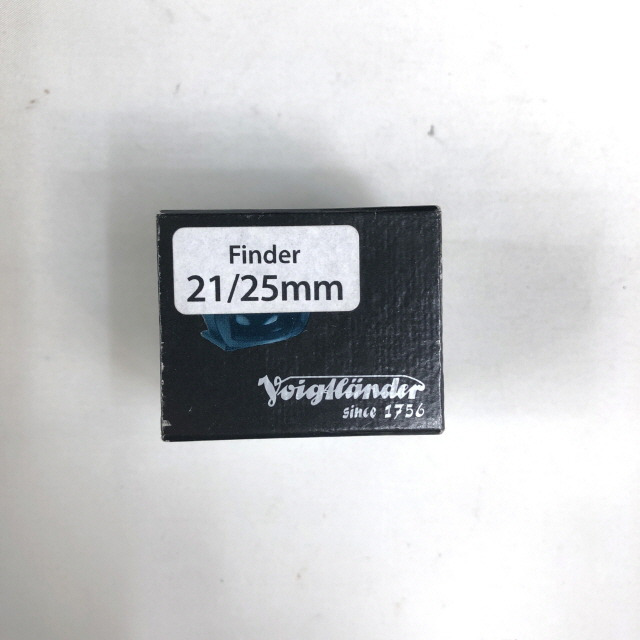 Finder
21/25mm
Voigtländer
since 1756